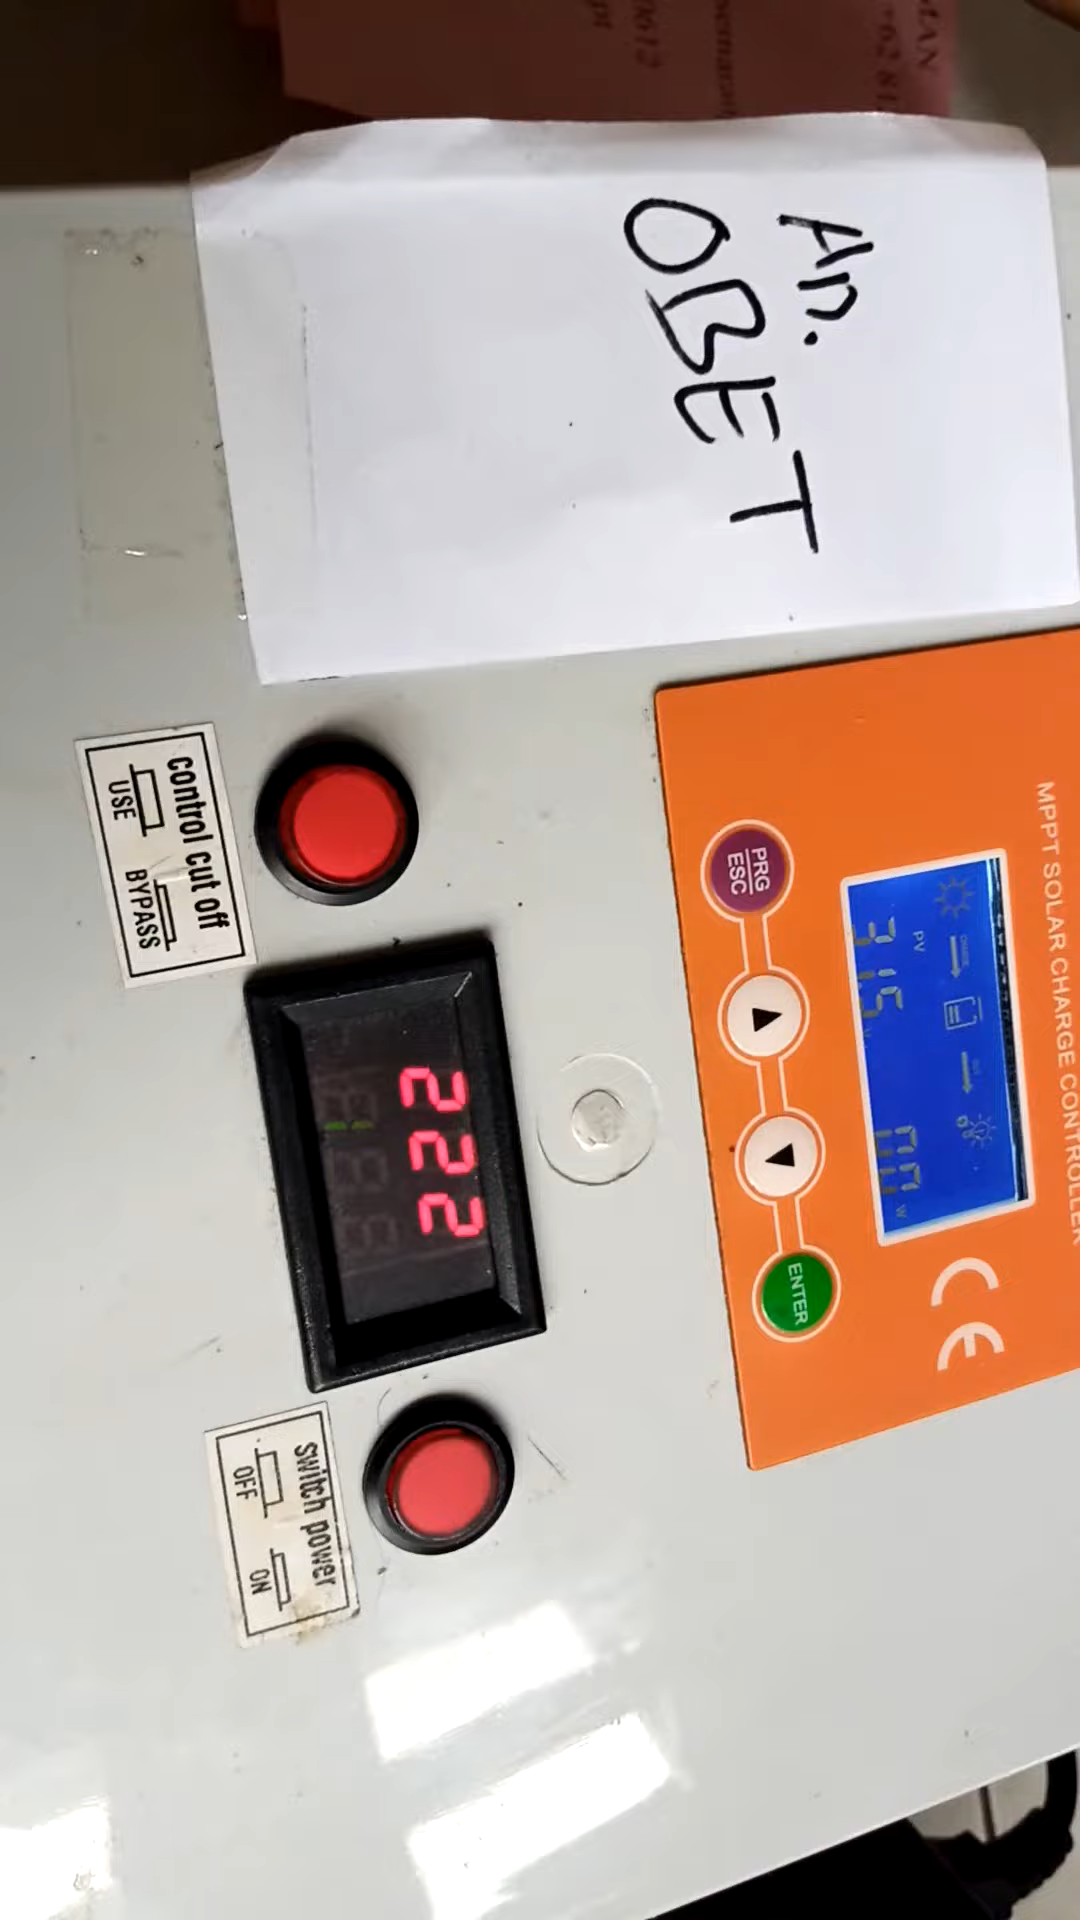 An.
OBET
MPPT SOLAR CHARGE CONTROLLER
CHARGE
PV
W
PRG
ESC
▲
▼
ENTER
CE
control cut off
USE BYPASS
222
switch power
OFF ON